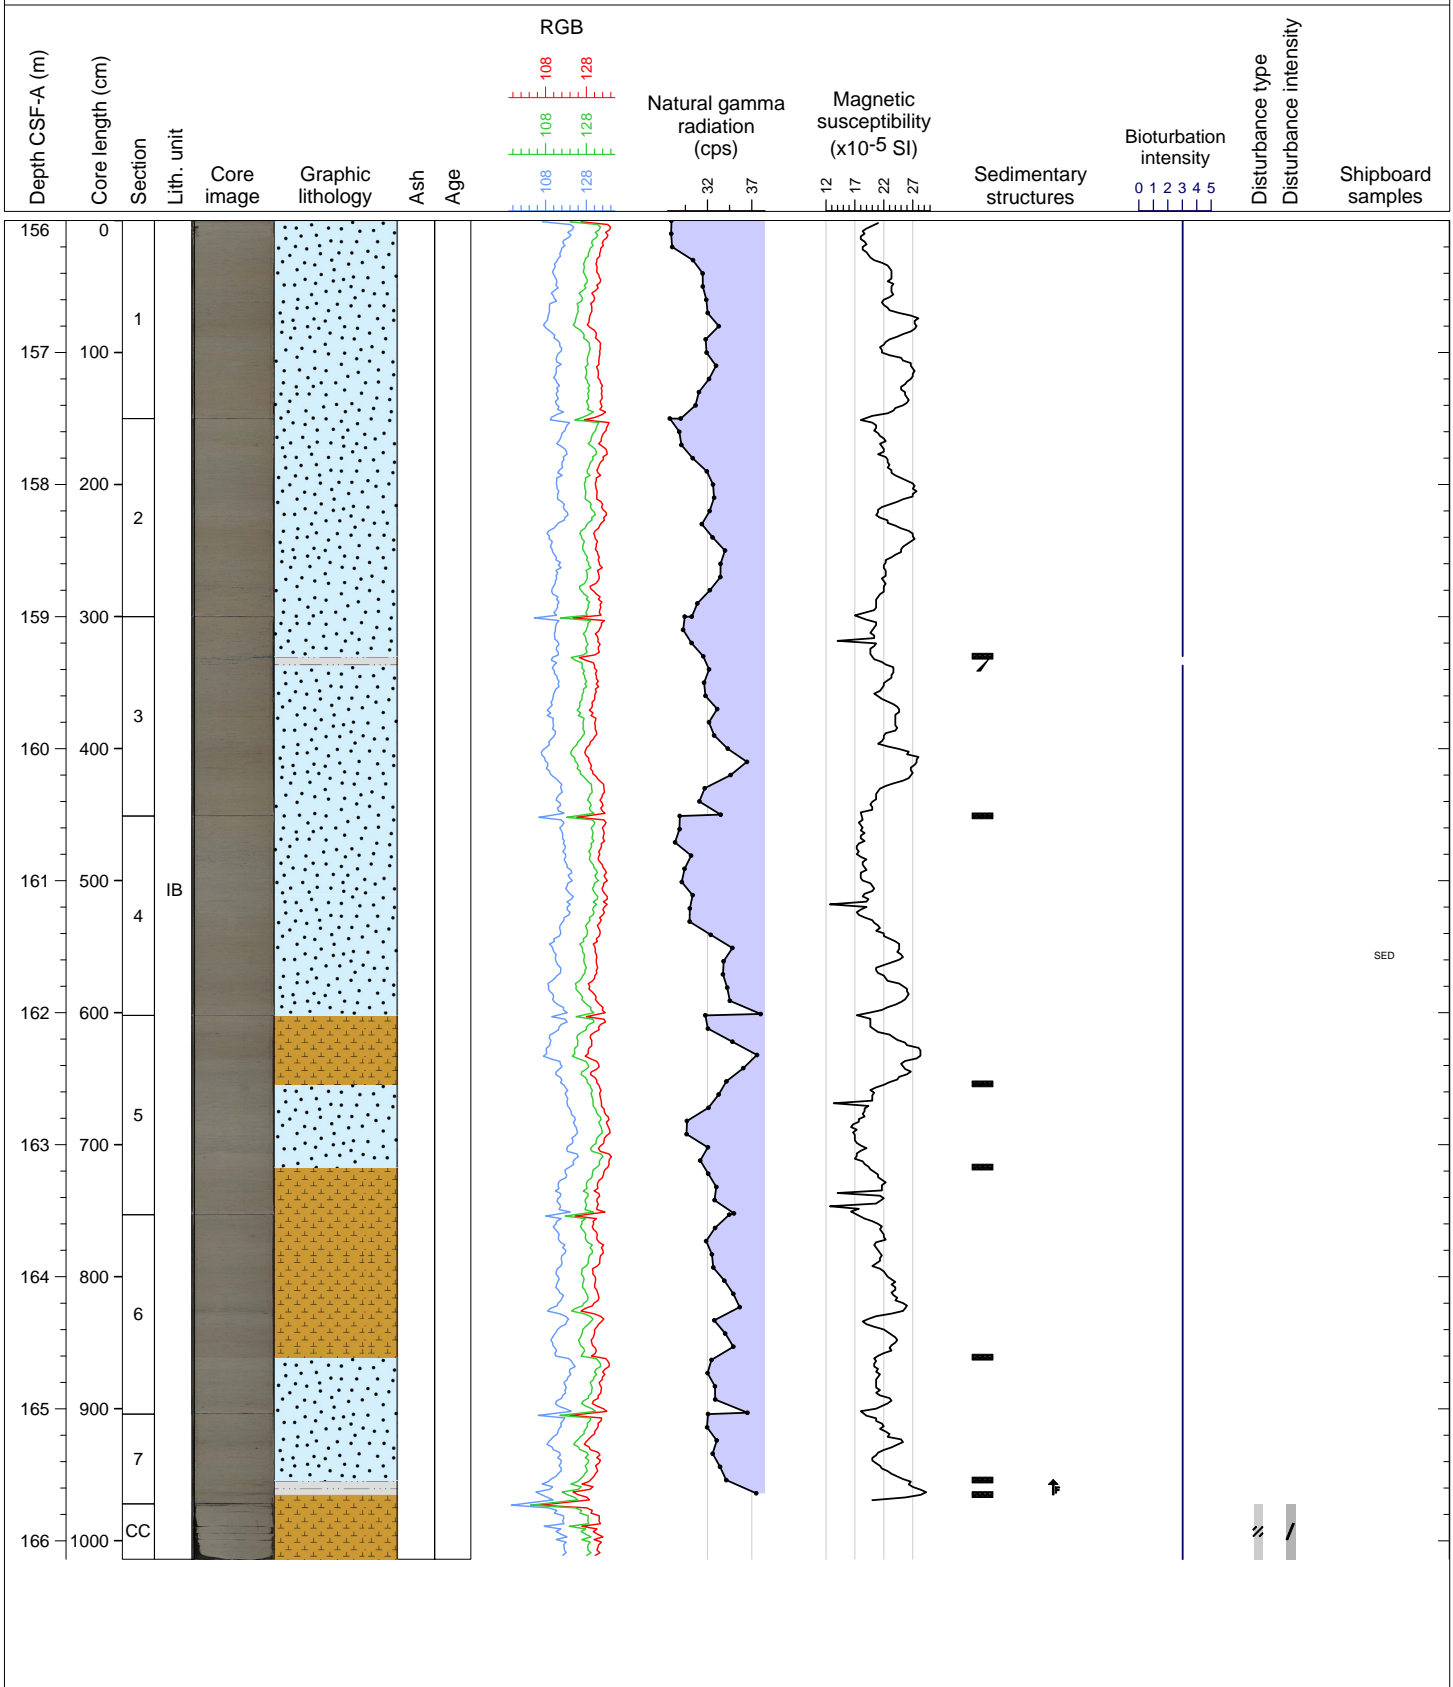 Depth CSF-A (m)
Core length (cm)
Section
Lith. unit
Core
image
Graphic
lithology
Ash
Age
RGB
108 128
108 128
108 128
Natural gamma
radiation
(cps)
32 37
Magnetic
susceptibility
(x10-5 SI)
12 17 22 27
Sedimentary
structures
Bioturbation
intensity
0 1 2 3 4 5
Disturbance type
Disturbance intensity
Shipboard
samples
156 0
1
157 100
158 200
2
159 300
3
160 400
161 500
IB
4
SED
162 600
5
163 700
164 800
6
165 900
7
CC
166 1000